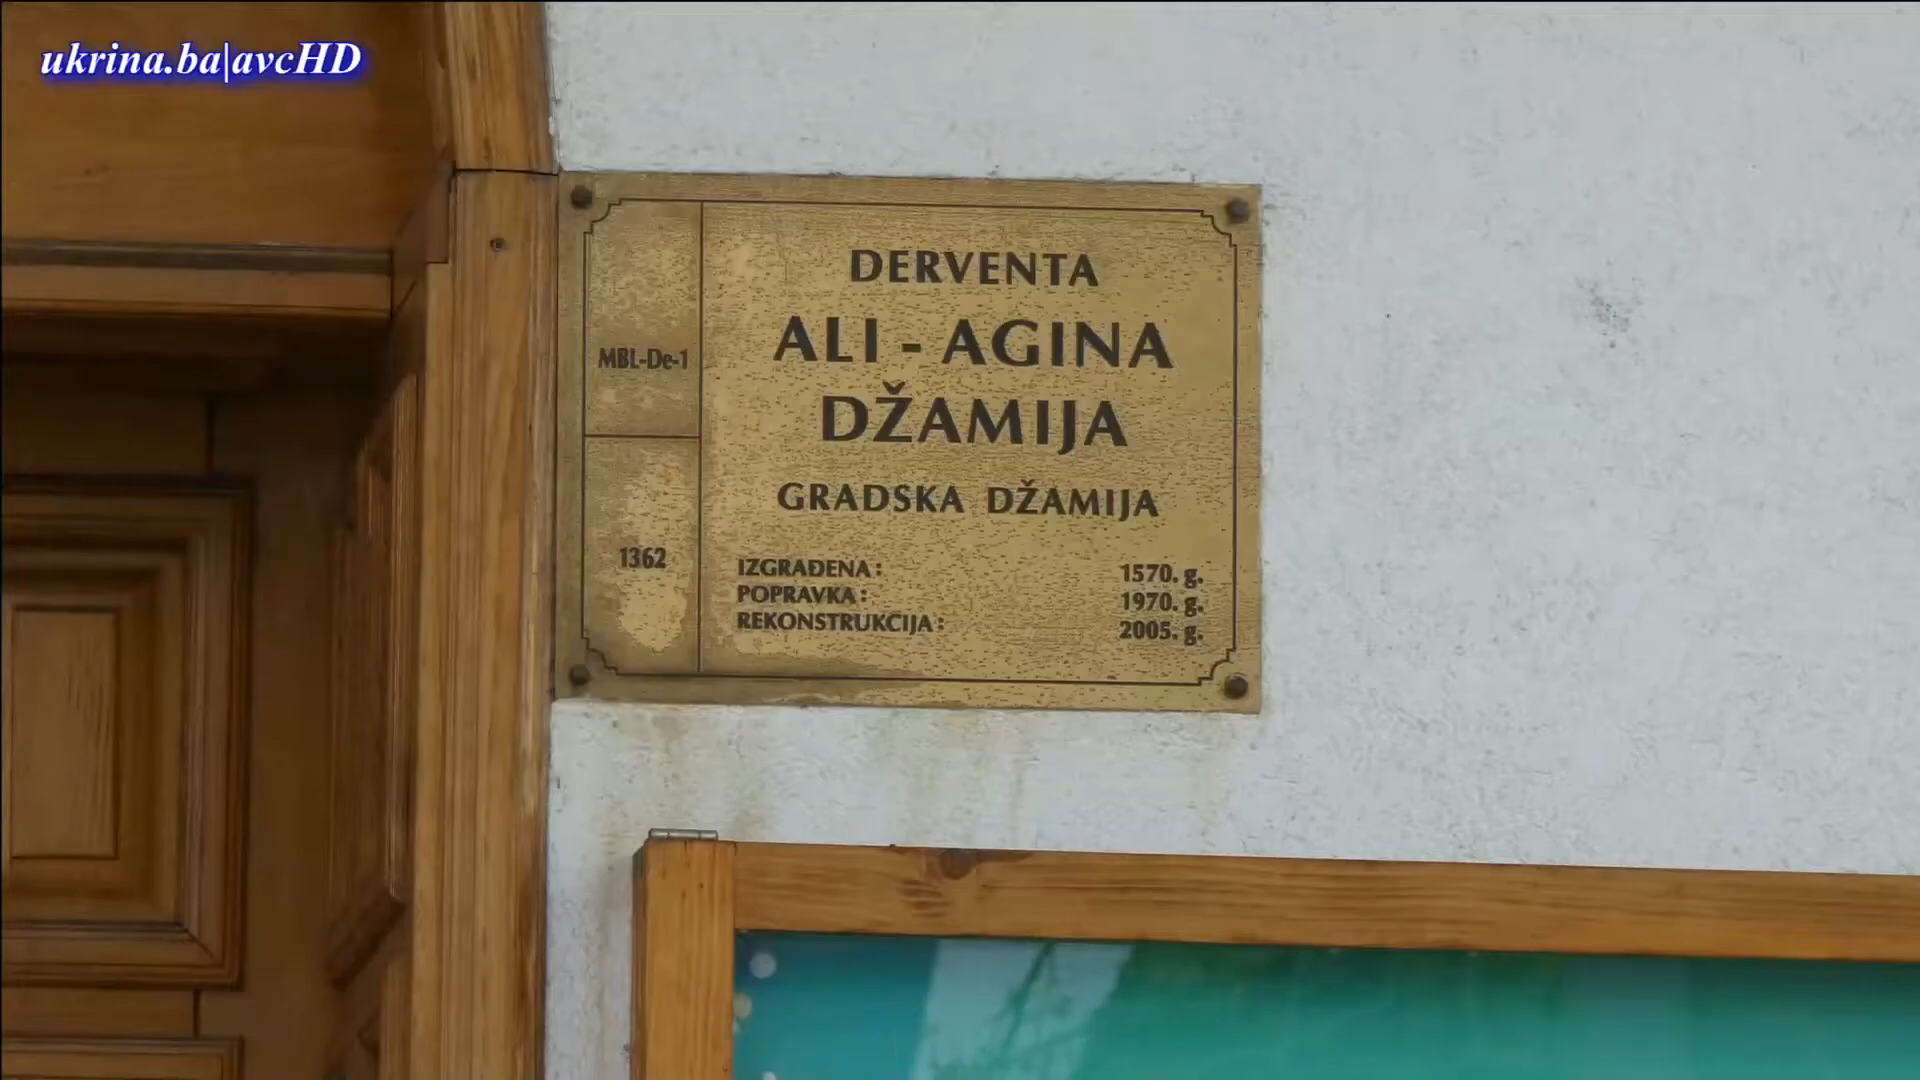 ukrina.ba|avcHD
DERVENTA
ALI - AGINA
DŽAMIJA
GRADSKA DŽAMIJA
IZGRAĐENA: 1570. g.
POPRAVKA: 1970. g.
REKONSTRUKCIJA: 2005. g.
MBL-De-1
1362